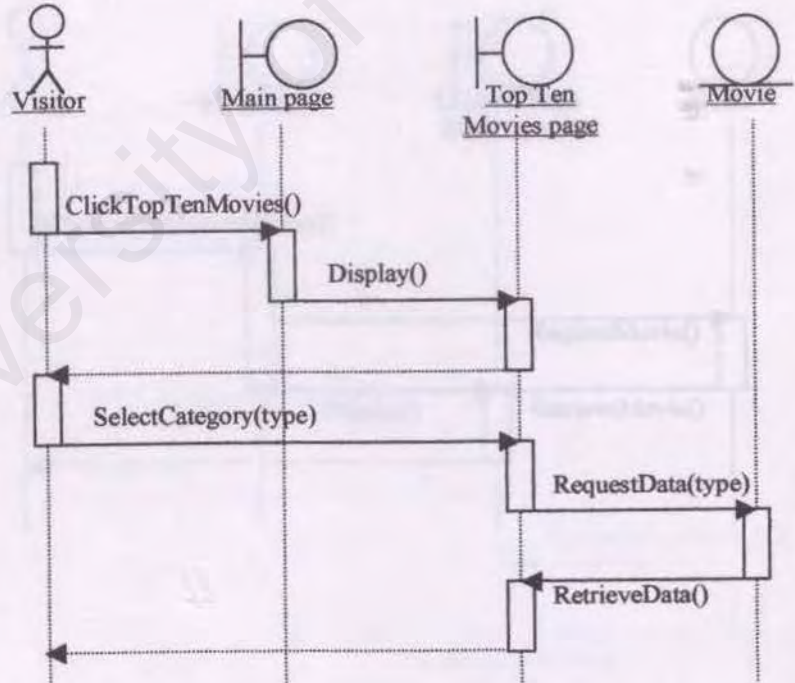 Visitor
Main page
Top Ten
Movies page
Movie
ClickTopTenMovies()
Display()
SelectCategory(type)
RequestData(type)
RetrieveData()